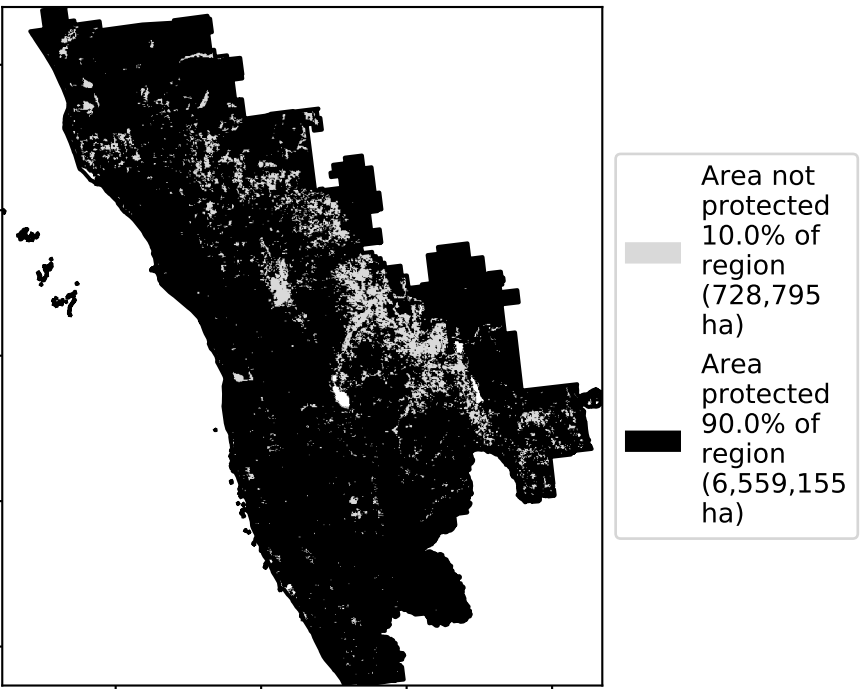 Area not
protected
10.0% of
region
(728,795
ha)
Area
protected
90.0% of
region
(6,559,155
ha)